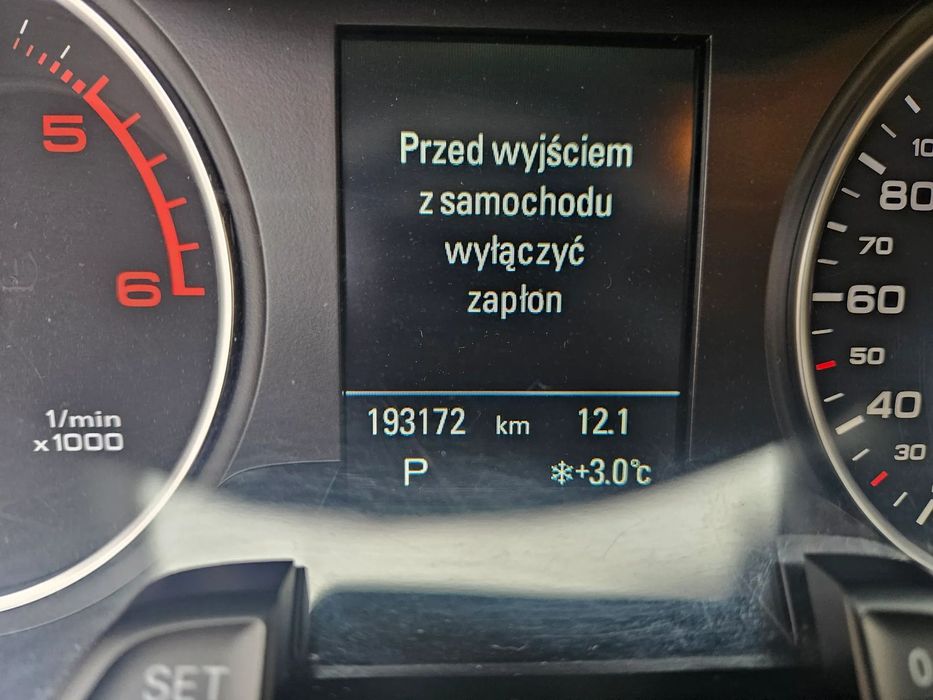 Przed wyjściem
z samochodu
wyłączyć
zapłon
193172 km 12.1
P ❄+3.0°C
5
6
1/min
x1000
80
70
60
50
40
30
SET